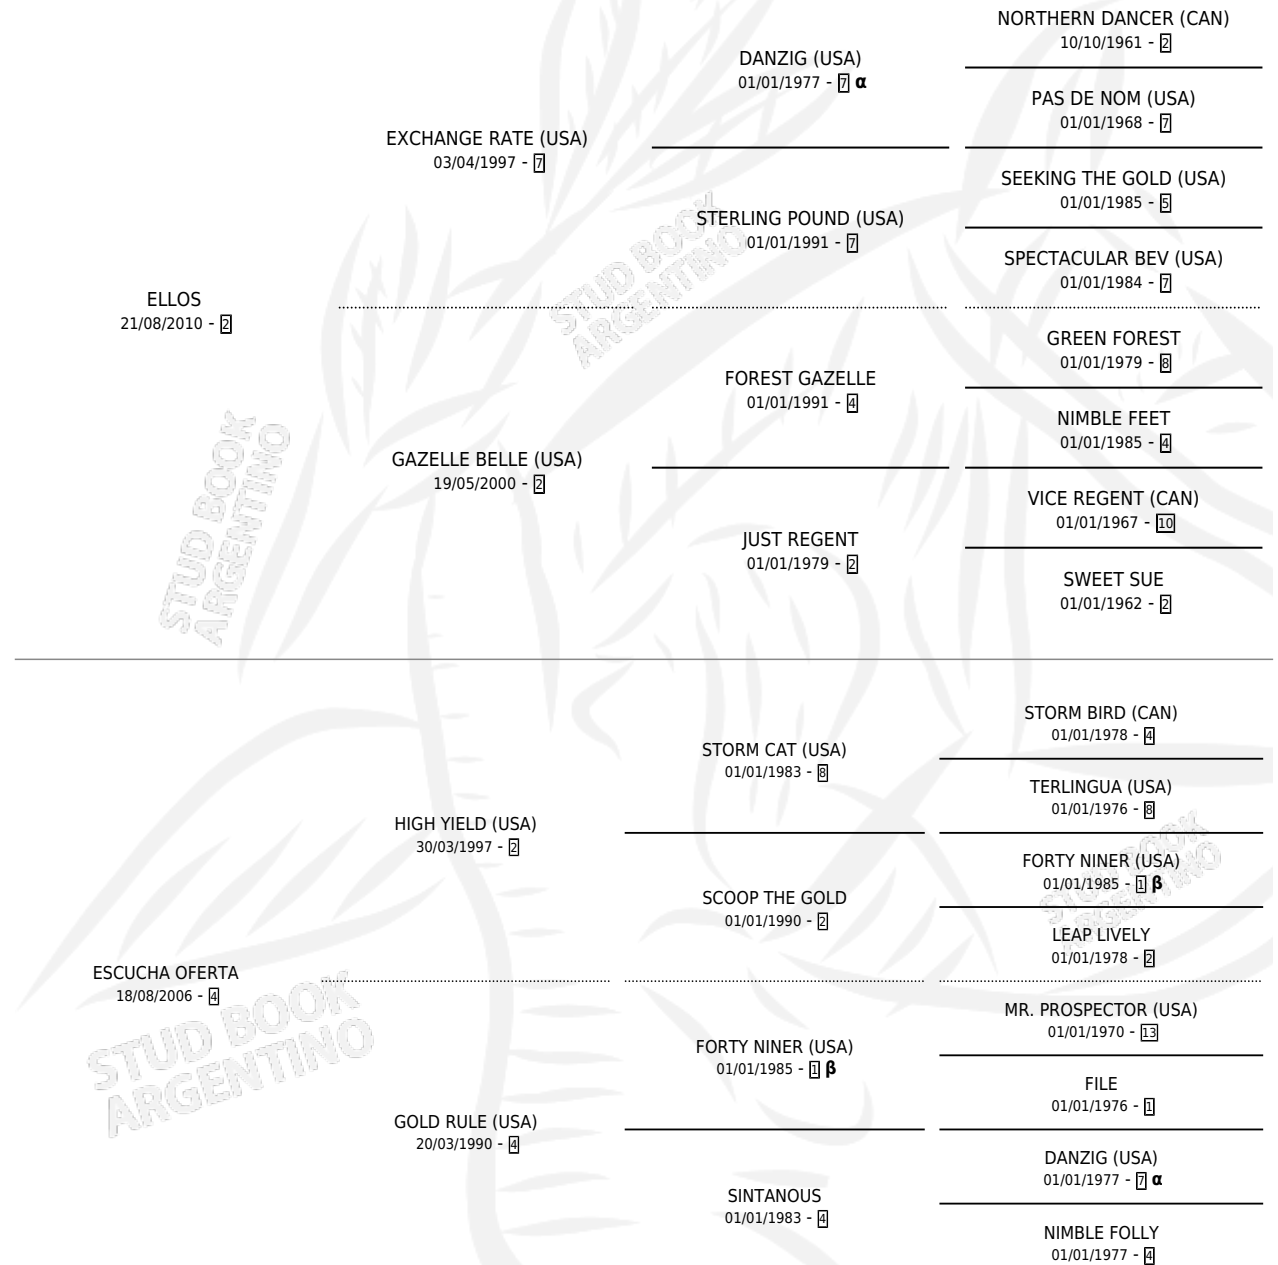 NORTHERN DANCER (CAN)
10/10/1961 - 2
DANZIG (USA)
01/01/1977 - 7 α
PAS DE NOM (USA)
01/01/1968 - 7
EXCHANGE RATE (USA)
03/04/1997 - 7
SEEKING THE GOLD (USA)
01/01/1985 - 5
STERLING POUND (USA)
01/01/1991 - 7
SPECTACULAR BEV (USA)
01/01/1984 - 7
ELLOS
21/08/2010 - 2
GREEN FOREST
01/01/1979 - 8
FOREST GAZELLE
01/01/1991 - 4
NIMBLE FEET
01/01/1985 - 4
GAZELLE BELLE (USA)
19/05/2000 - 2
VICE REGENT (CAN)
01/01/1967 - 10
JUST REGENT
01/01/1979 - 2
SWEET SUE
01/01/1962 - 2
STORM BIRD (CAN)
01/01/1978 - 4
STORM CAT (USA)
01/01/1983 - 8
TERLINGUA (USA)
01/01/1976 - 8
HIGH YIELD (USA)
30/03/1997 - 2
FORTY NINER (USA)
01/01/1985 - 1 β
SCOOP THE GOLD
01/01/1990 - 2
LEAP LIVELY
01/01/1978 - 2
ESCUCHA OFERTA
18/08/2006 - 4
MR. PROSPECTOR (USA)
01/01/1970 - 13
FORTY NINER (USA)
01/01/1985 - 1 β
FILE
01/01/1976 - 1
GOLD RULE (USA)
20/03/1990 - 4
DANZIG (USA)
01/01/1977 - 7 α
SINTANOUS
01/01/1983 - 4
NIMBLE FOLLY
01/01/1977 - 4
STUD BOOK
ARGENTINO
STUD BOOK
ARGENTINO
STUD BOOK
ARGENTINO
STUD BOOK
ARGENTINO